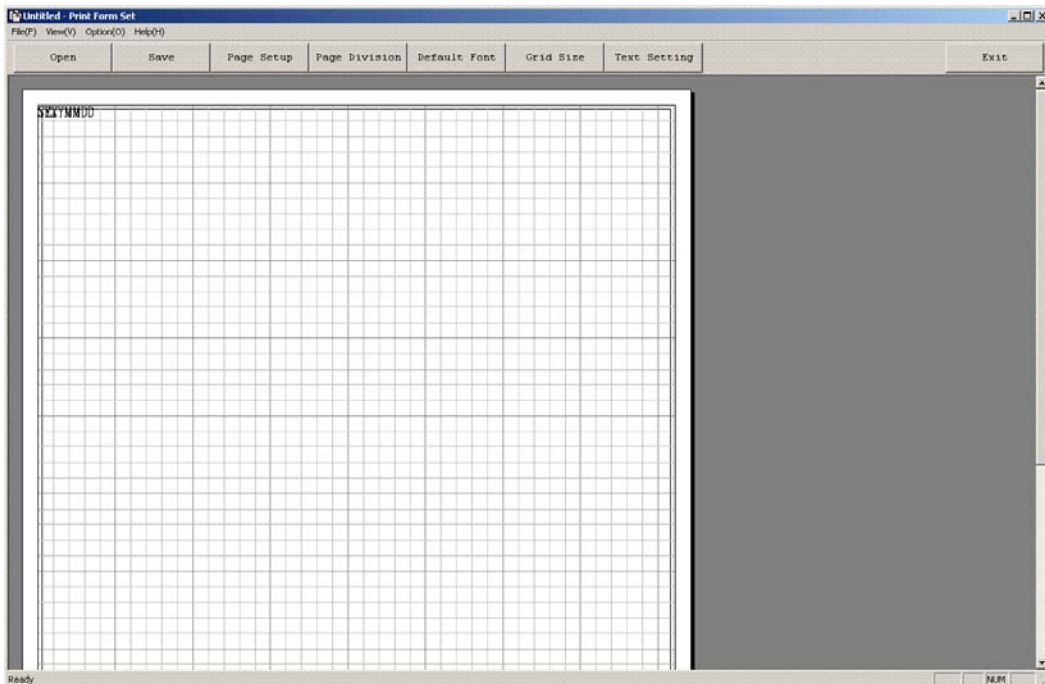 Untitled - Print Form Set
File(F) View(V) Option(O) Help(H)
Open Save Page Setup Page Division Default Font Grid Size Text Setting Exit
Ready NUM